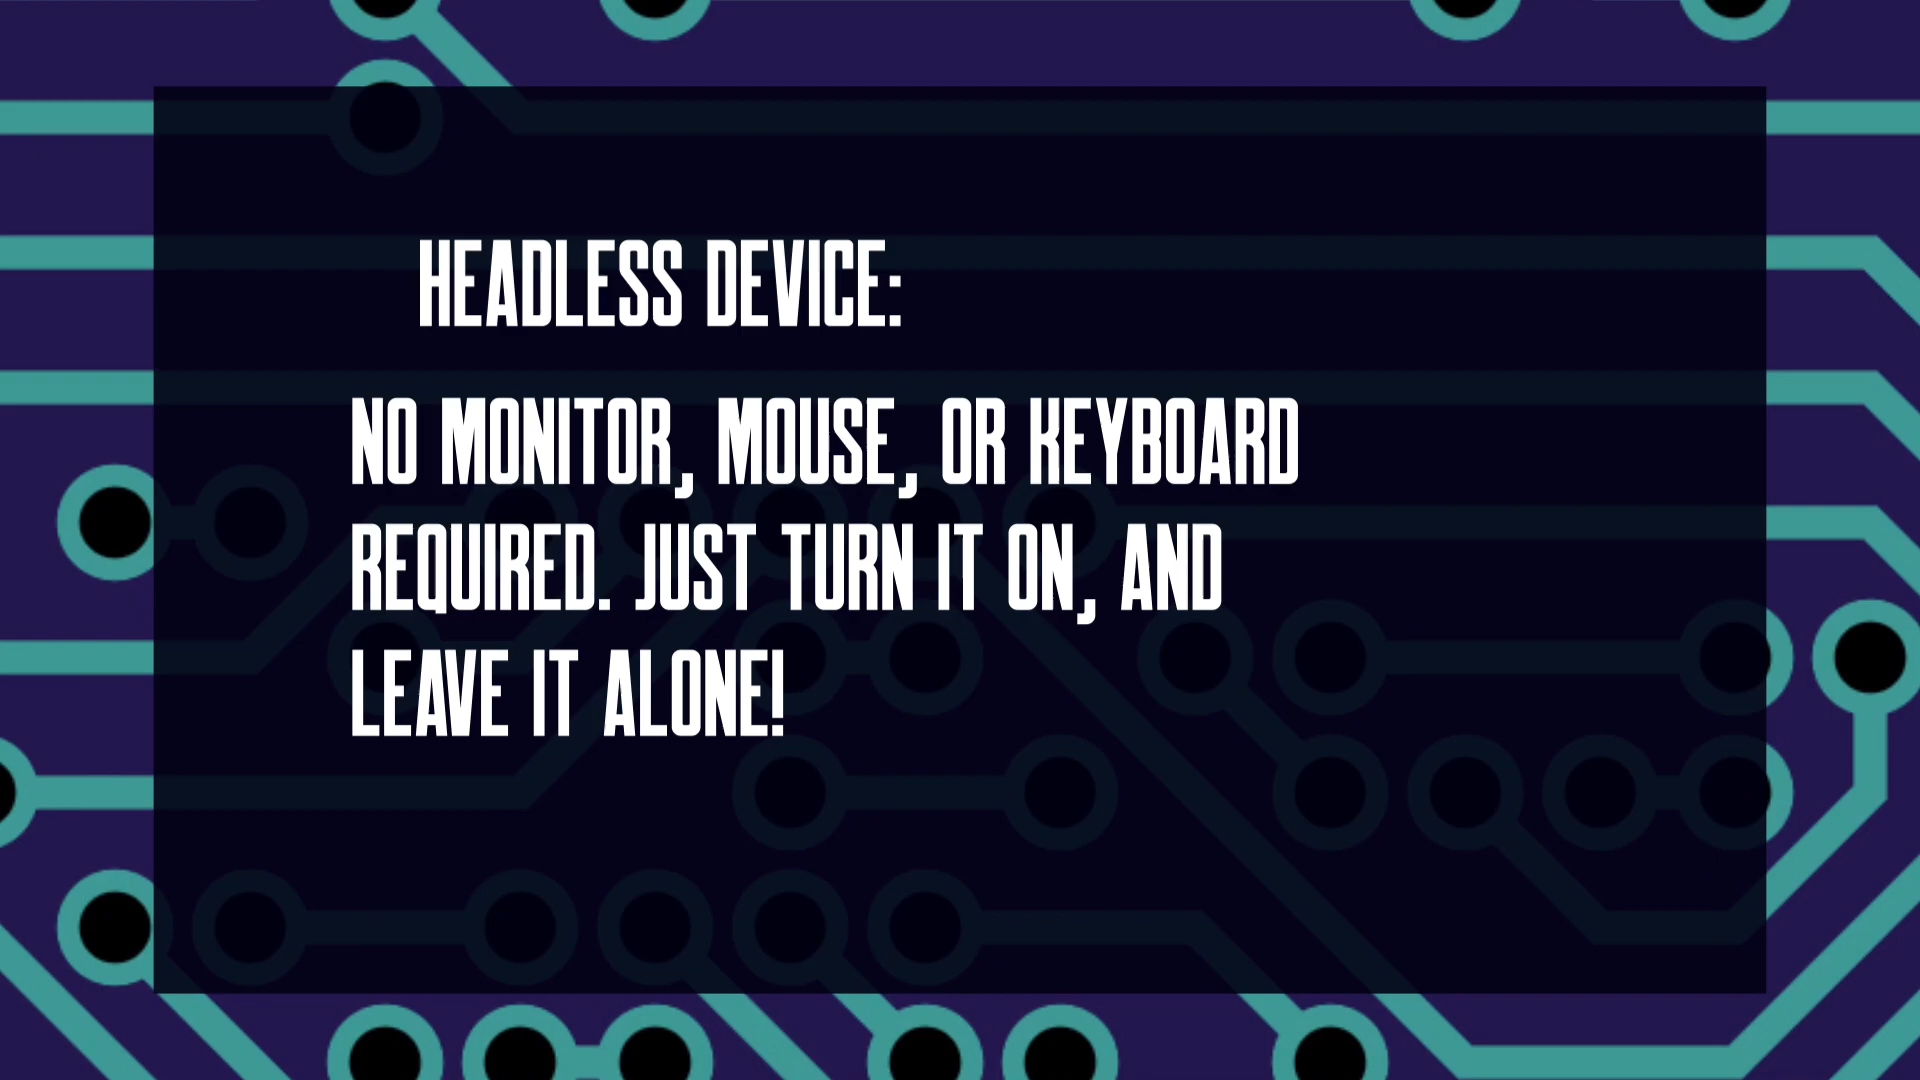 HEADLESS DEVICE:
NO MONITOR, MOUSE, OR KEYBOARD
REQUIRED. JUST TURN IT ON, AND
LEAVE IT ALONE!